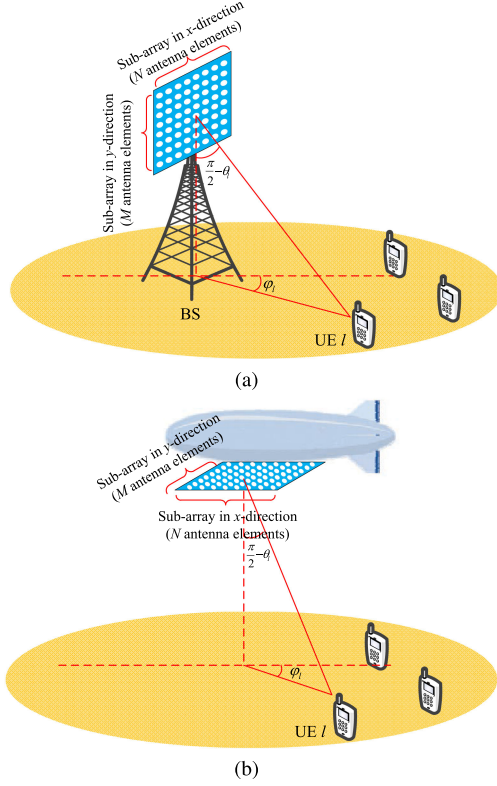 Sub-array in x-direction
(N antenna elements)
Sub-array in y-direction
(M antenna elements)
π/2−θl
φl
BS
UE l
(a)
Sub-array in y-direction
(M antenna elements)
Sub-array in x-direction
(N antenna elements)
π/2−θl
φl
UE l
(b)